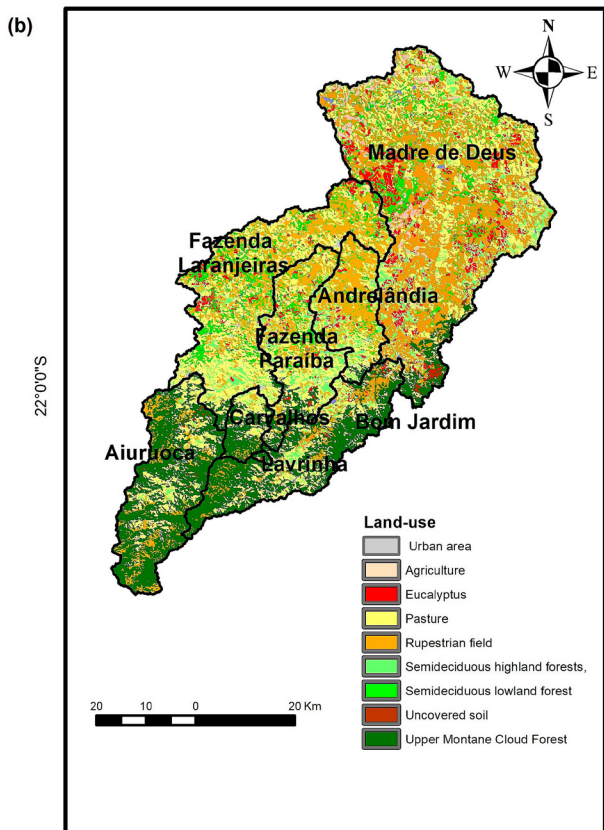 (b)
N
W
E
S
Madre de Deus
Fazenda
Laranjeiras
Andrelândia
Fazenda
Paraíba
22°0'0"S
Carvalhos
Bom Jardim
Aiuruoca
Lavrinha
Land-use
Urban area
Agriculture
Eucalyptus
Pasture
Rupestrian field
Semideciduous highland forests,
Semideciduous lowland forest
Uncovered soil
Upper Montane Cloud Forest
20 10 0 20 Km